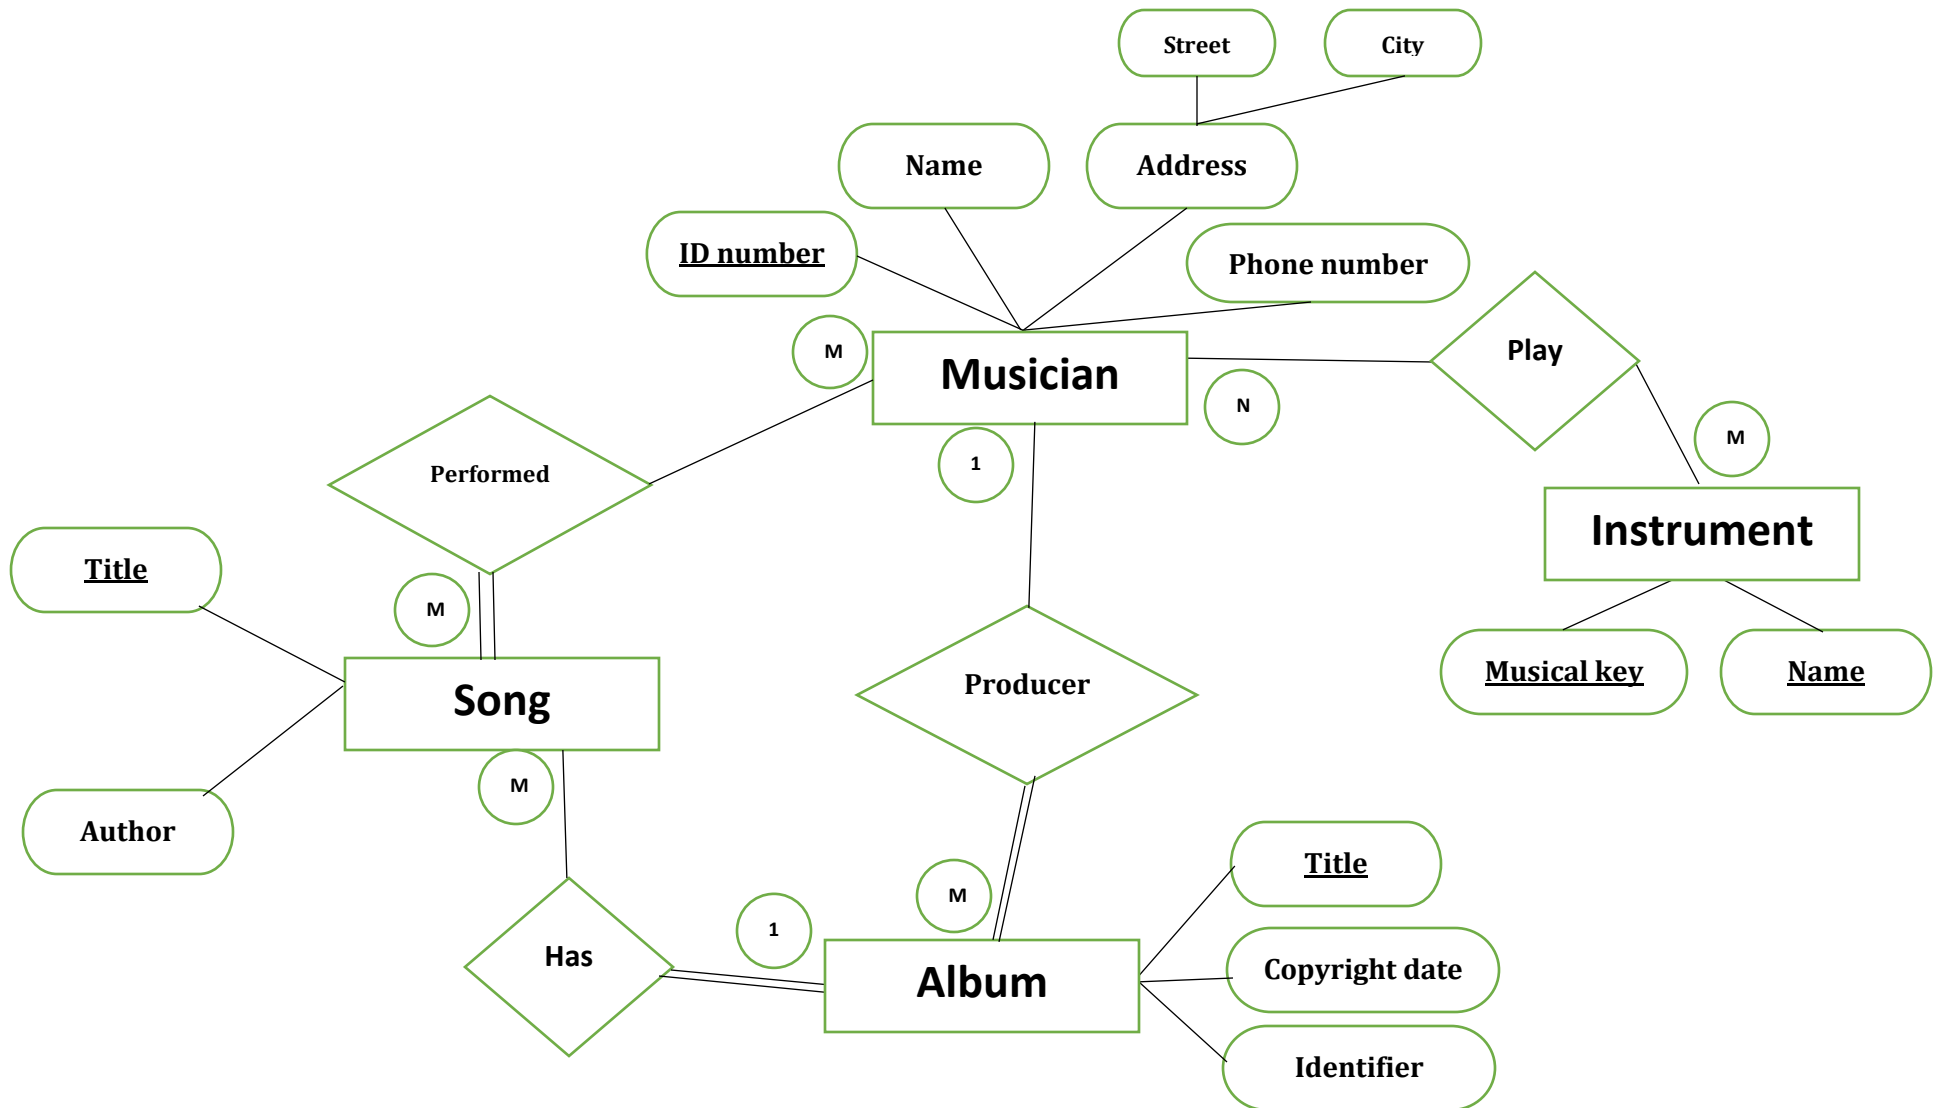 Street
City
Name
Address
ID number
Phone number
M
Musician
Play
N
M
1
Performed
Instrument
Title
M
Musical key
Name
Song
Producer
M
Author
Title
M
1
Has
Album
Copyright date
Identifier